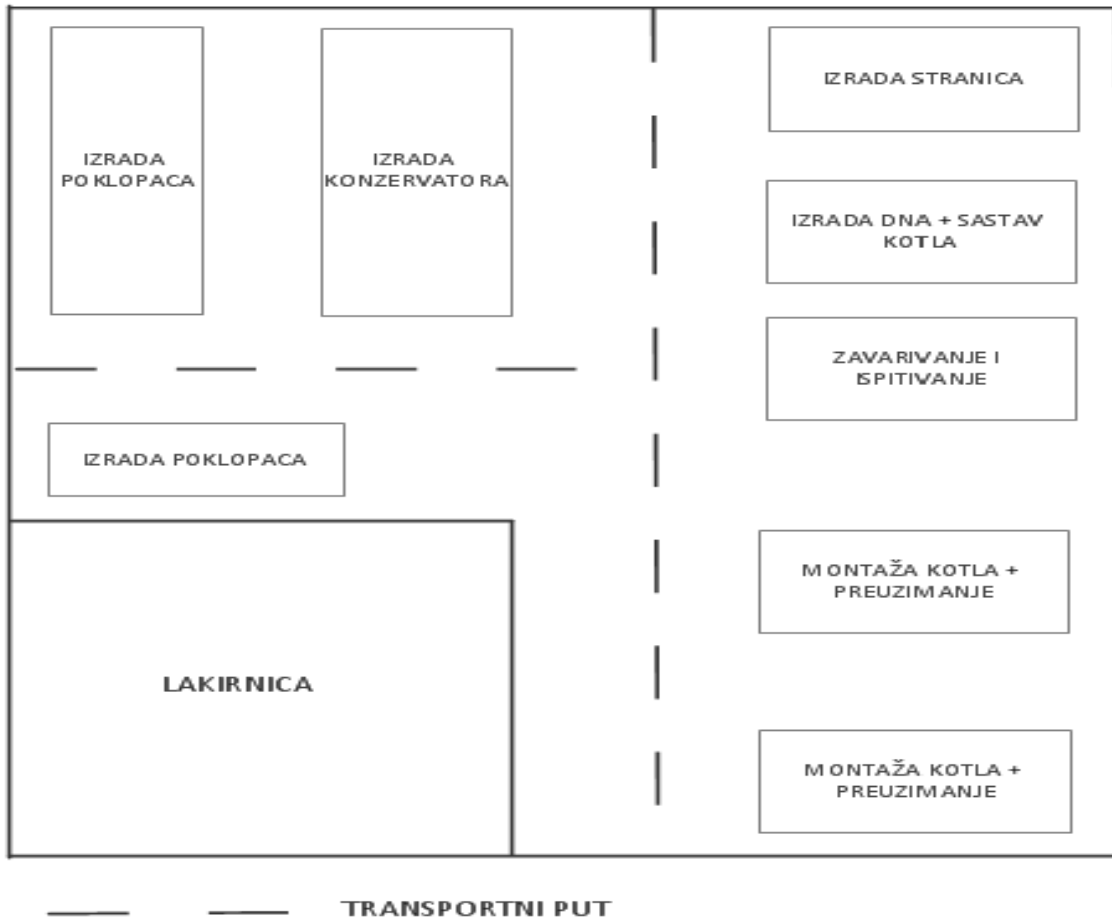 IZRADA
POKLOPACA
IZRADA
KONZERVATORA
IZRADA STRANICA
IZRADA DNA + SASTAV
KOTLA
ZAVARIVANJE I
ISPITIVANJE
IZRADA POKLOPACA
MONTAŽA KOTLA +
PREUZIMANJE
LAKIRNICA
MONTAŽA KOTLA +
PREUZIMANJE
TRANSPORTNI PUT